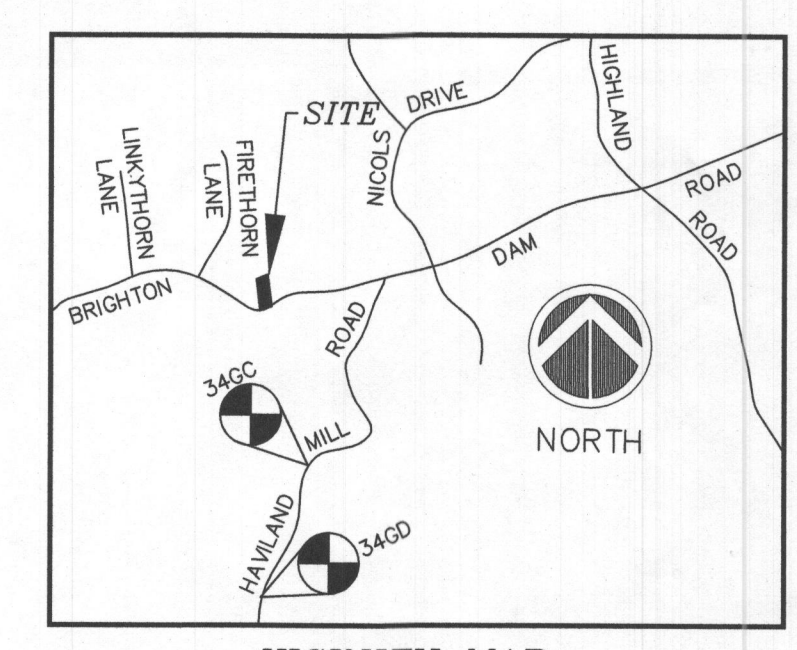 SITE
DRIVE
NICOLS
HIGHLAND
ROAD
LINKYTHORN
LANE
FIRETHORN
LANE
ROAD
DAM
BRIGHTON
ROAD
34GC
MILL
NORTH
HAVILAND
34GD